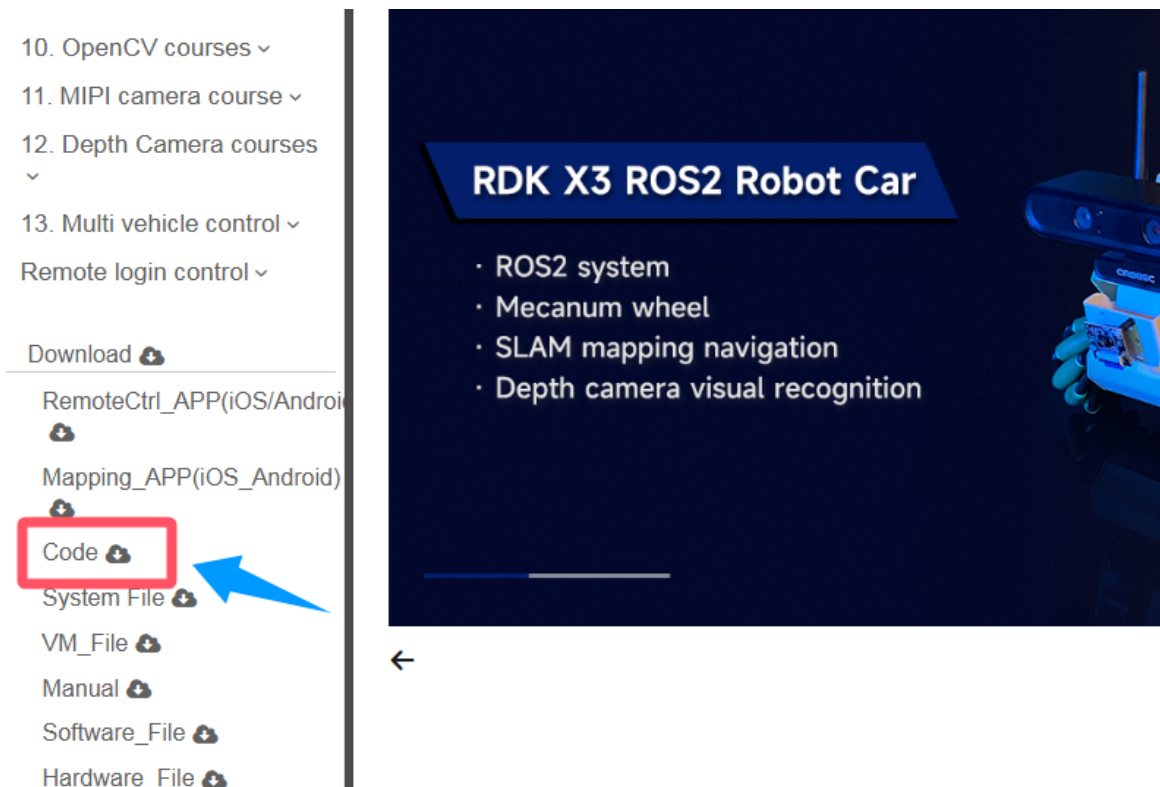 10. OpenCV courses
11. MIPI camera course
12. Depth Camera courses
13. Multi vehicle control
Remote login control
Download
RemoteCtrl_APP(iOS/Androi
Mapping_APP(iOS_Android)
Code
System File
VM_File
Manual
Software_File
Hardware_File
RDK X3 ROS2 Robot Car
· ROS2 system
· Mecanum wheel
· SLAM mapping navigation
· Depth camera visual recognition
ORBBEC